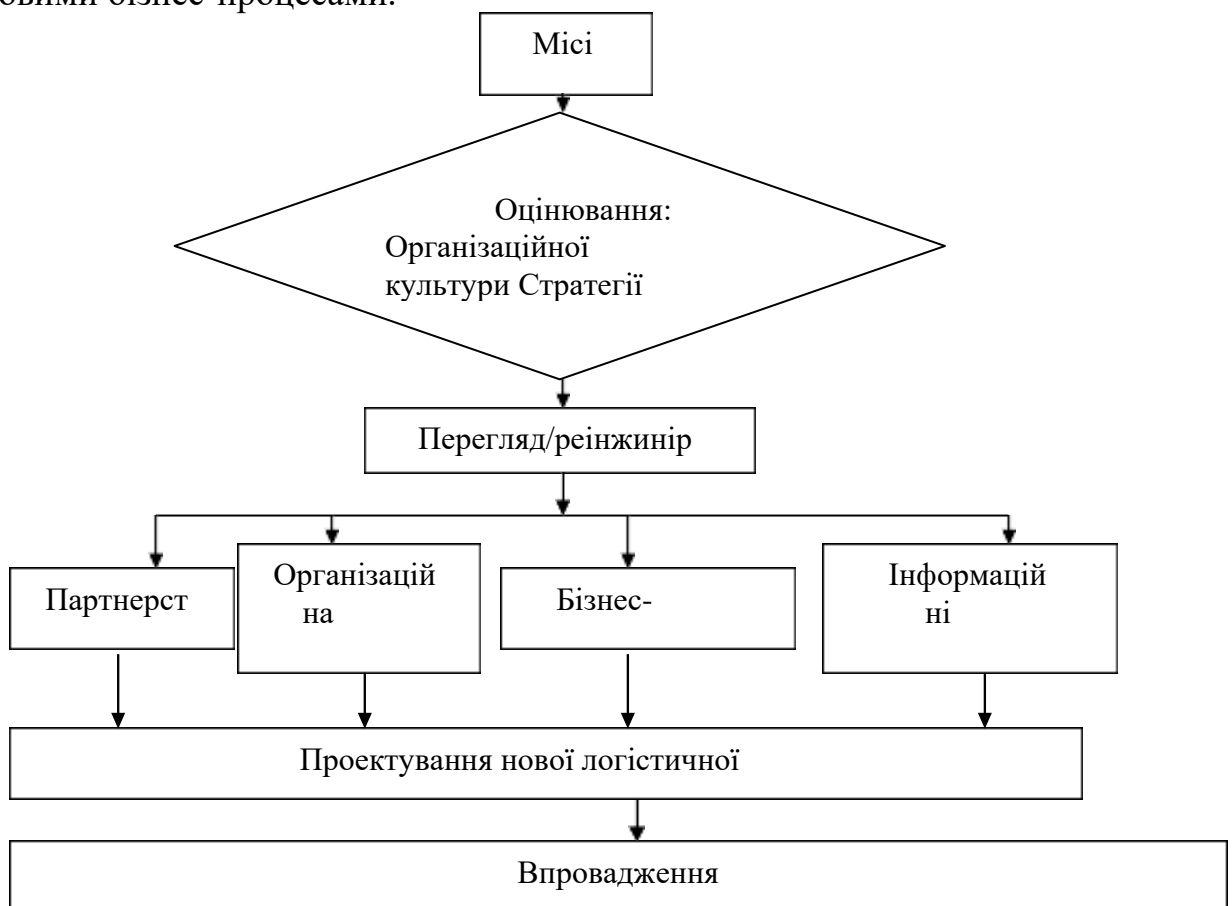 бізнес-процесами.
Місі
Оцінювання:
Організаційної
культури Стратегії
Перегляд/реінжинір
Партнерст
Організацій
на
Бізнес-
Інформацій
ні
Проектування нової логістичної
Впровадження